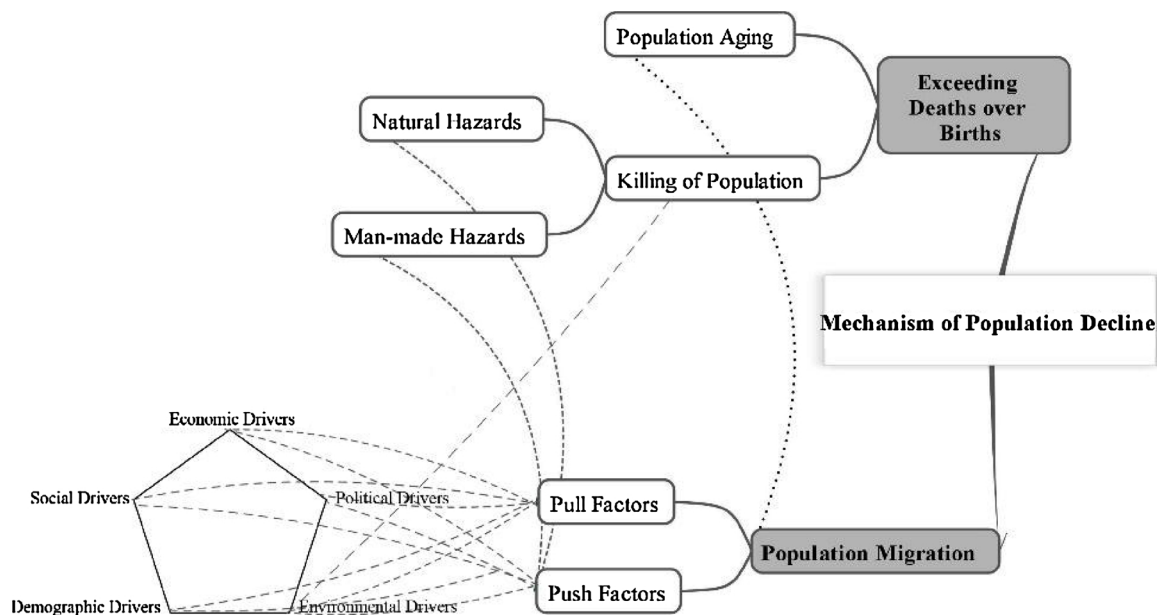 Population Aging
Exceeding
Deaths over
Births
Natural Hazards
Killing of Population
Man-made Hazards
Mechanism of Population Decline
Economic Drivers
Social Drivers
Political Drivers
Pull Factors
Population Migration
Demographic Drivers
Environmental Drivers
Push Factors